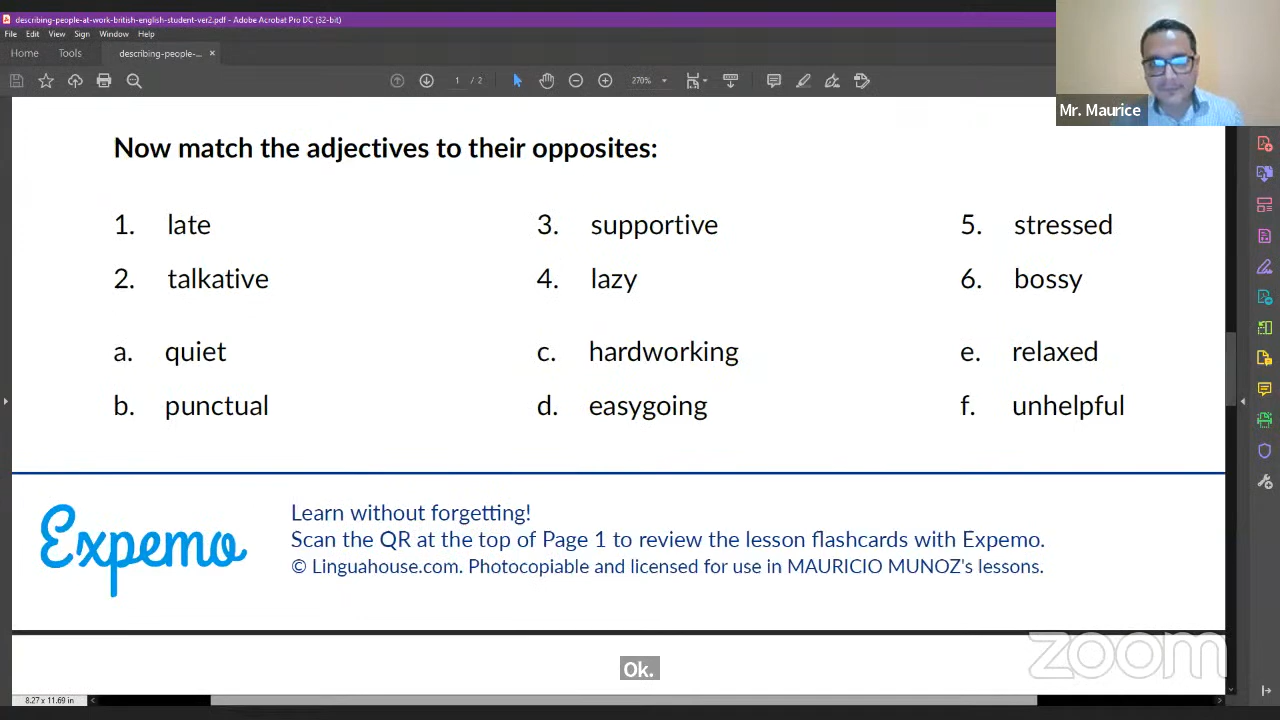 describing-people-at-work-british-english-student-ver2.pdf - Adobe Acrobat Pro DC (32-bit)
File Edit View Sign Window Help
Home Tools describing-people-... ×
1 / 2 270%
Mr. Maurice
Now match the adjectives to their opposites:
1. late 3. supportive 5. stressed
2. talkative 4. lazy 6. bossy
a. quiet c. hardworking e. relaxed
b. punctual d. easygoing f. unhelpful
Expemo
Learn without forgetting!
Scan the QR at the top of Page 1 to review the lesson flashcards with Expemo.
© Linguahouse.com. Photocopiable and licensed for use in MAURICIO MUNOZ's lessons.
zoom
Ok.
8.27 x 11.69 in